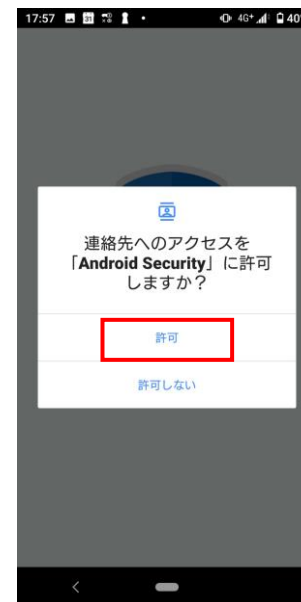 17:57 31 4G+ 40
連絡先へのアクセスを
「Android Security」に許可
しますか？
許可
許可しない